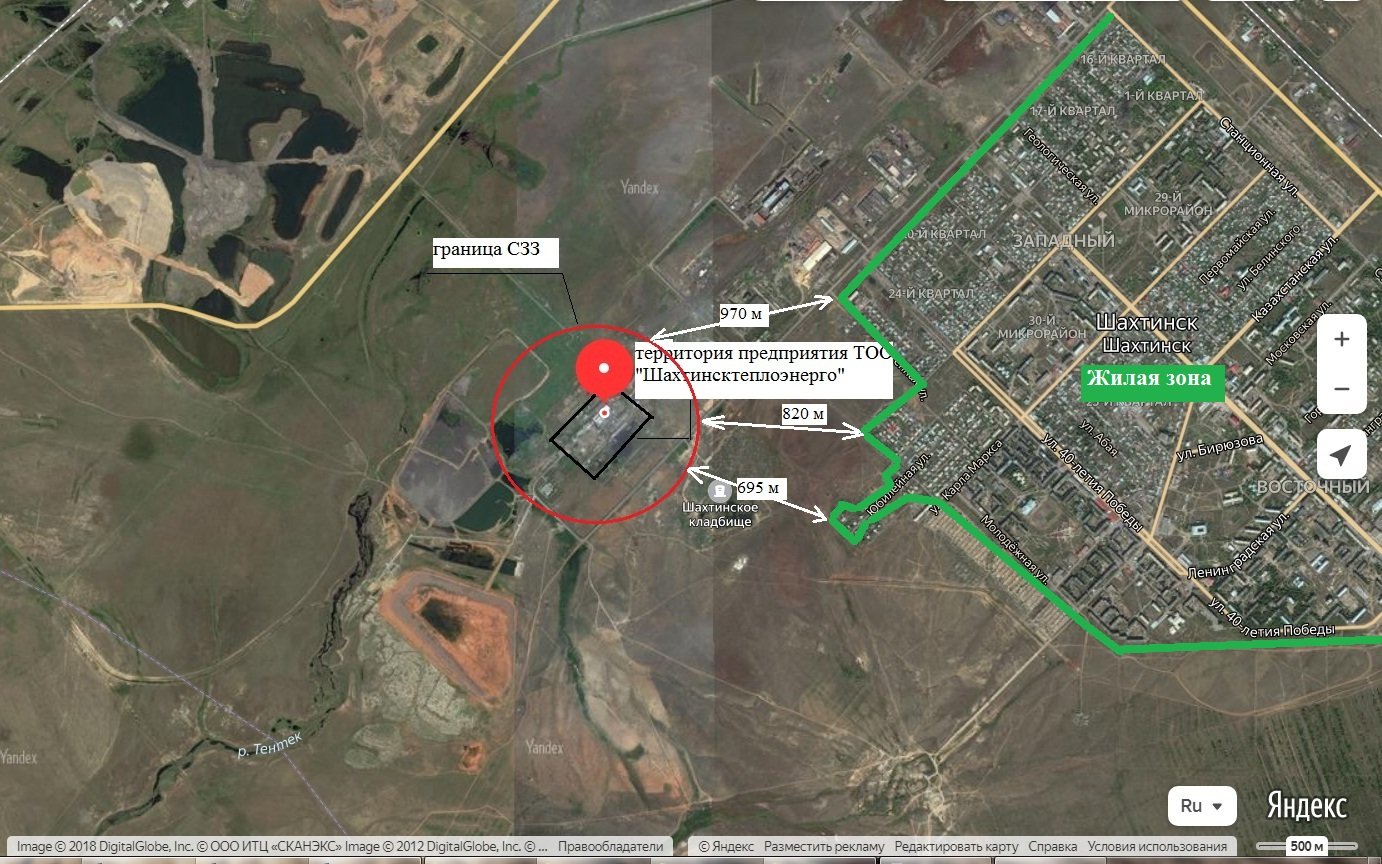 16-Й КВАРТАЛ
1-Й КВАРТАЛ
17-Й КВАРТАЛ
Станционная ул.
Геологическая ул.
Yandex
29-Й
МИКРОРАЙОН
Первомайская ул.
ул. Белинского
Казахстанская ул.
ЗАПАДНЫЙ
граница СЗЗ
24-Й КВАРТАЛ
970 м
30-Й
МИКРОРАЙОН
Шахтинск
Шахтинск
Московская ул.
территория предприятия ТОО
"Шахтинсктеплоэнерго"
Жилая зона
820 м
ул. Абая
ул. Бирюзова
ул. 40-летия Победы
Юбилейная ул.
Карла Маркса
695 м
ВОСТОЧНЫЙ
Шахтинское
кладбище
Молодёжная ул.
Ленинградская ул.
ул. 40-летия Победы
р. Тентек
Yandex
Yandex
Ru
Яндекс
Image © 2018 DigitalGlobe, Inc. © ООО ИТЦ «СКАНЭКС» Image © 2012 DigitalGlobe, Inc. © ... Правообладатели
© Яндекс Разместить рекламу Редактировать карту Справка Условия использования
500 м